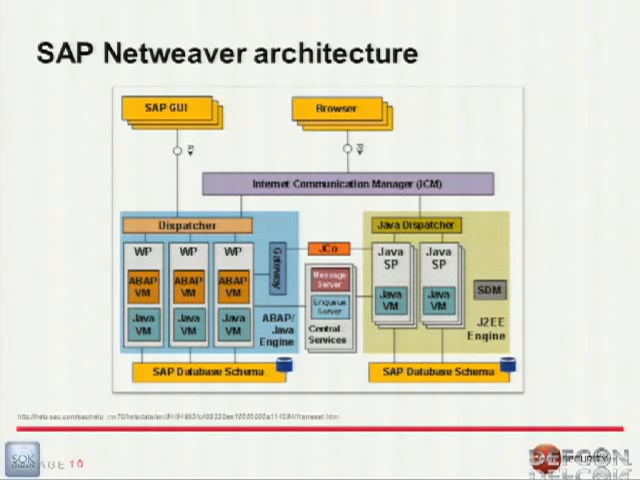 SAP Netweaver architecture
SAP GUI
Browser
Internet Communication Manager (ICM)
Dispatcher
Java Dispatcher
WP WP WP
Gateway
JCo
Java SP
Java SP
ABAP VM
ABAP VM
ABAP VM
Message Server
Java VM
Java VM
SDM
Java VM
Java VM
Java VM
Enqueue Server
ABAP/ Java Engine
Central Services
J2EE Engine
SAP Database Schema
SAP Database Schema
PAGE 10
SECURITY
DEFCON